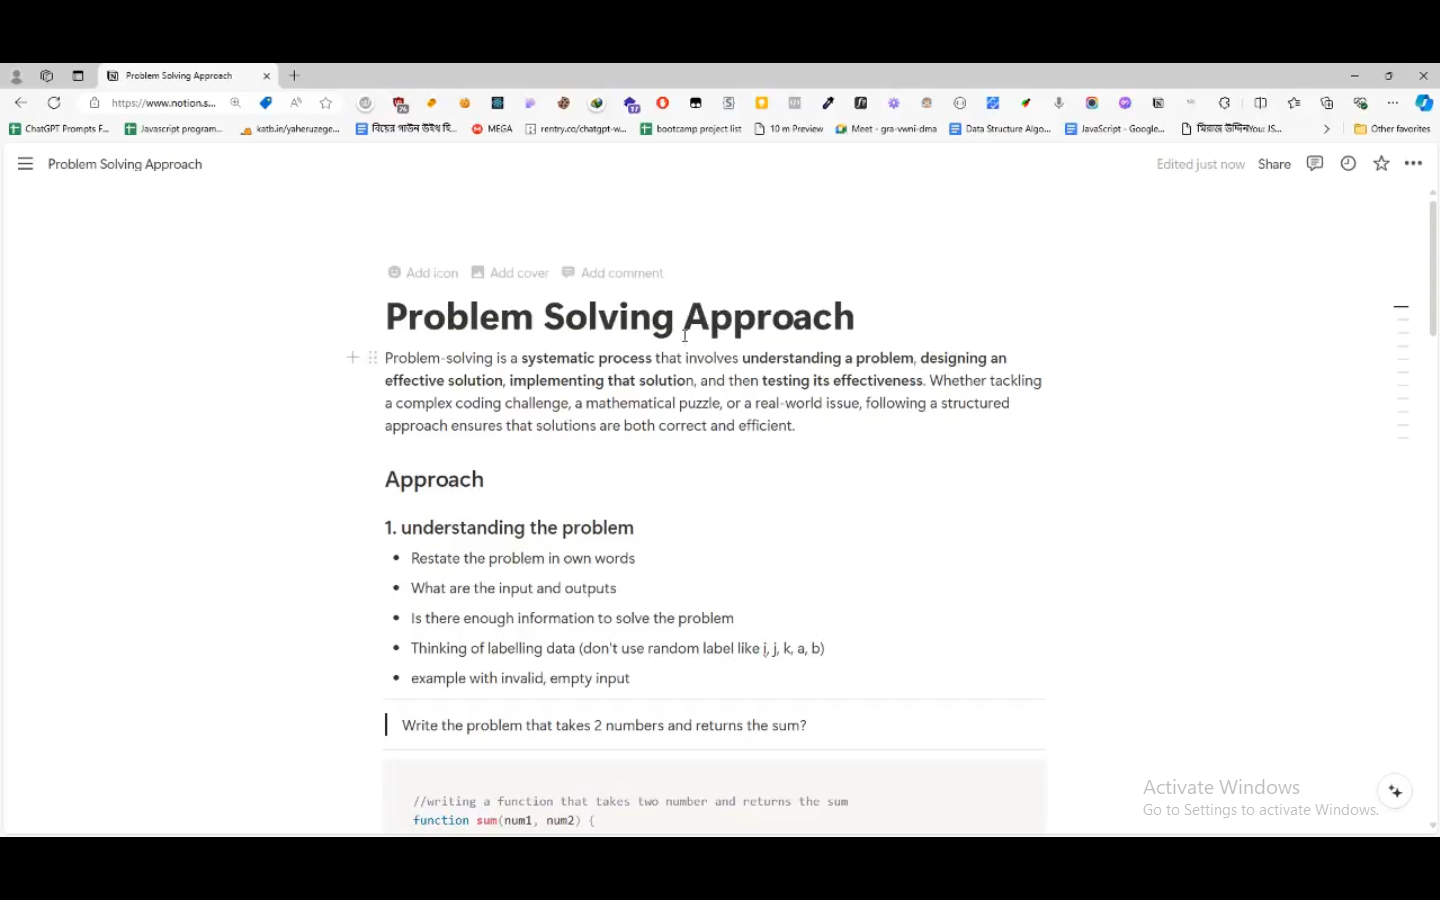 Problem Solving Approach
https://www.notion.s...
ChatGPT Prompts F... Javascript program... katb.in/yaheruzege... বিয়ের গাউন উইথ হি... MEGA rentry.co/chatgpt-w... bootcamp project list 10 m Preview Meet - gra-vwni-dma Data Structure Algo... JavaScript - Google... মিরাজ উদ্দিনYou: JS... Other favorites
Problem Solving Approach Edited just now Share
Add icon Add cover Add comment
Problem Solving Approach
Problem-solving is a systematic process that involves understanding a problem, designing an
effective solution, implementing that solution, and then testing its effectiveness. Whether tackling
a complex coding challenge, a mathematical puzzle, or a real-world issue, following a structured
approach ensures that solutions are both correct and efficient.
Approach
1. understanding the problem
• Restate the problem in own words
• What are the input and outputs
• Is there enough information to solve the problem
• Thinking of labelling data (don't use random label like i, j, k, a, b)
• example with invalid, empty input
Write the problem that takes 2 numbers and returns the sum?
//writing a function that takes two number and returns the sum
function sum(num1, num2) {
Activate Windows
Go to Settings to activate Windows.